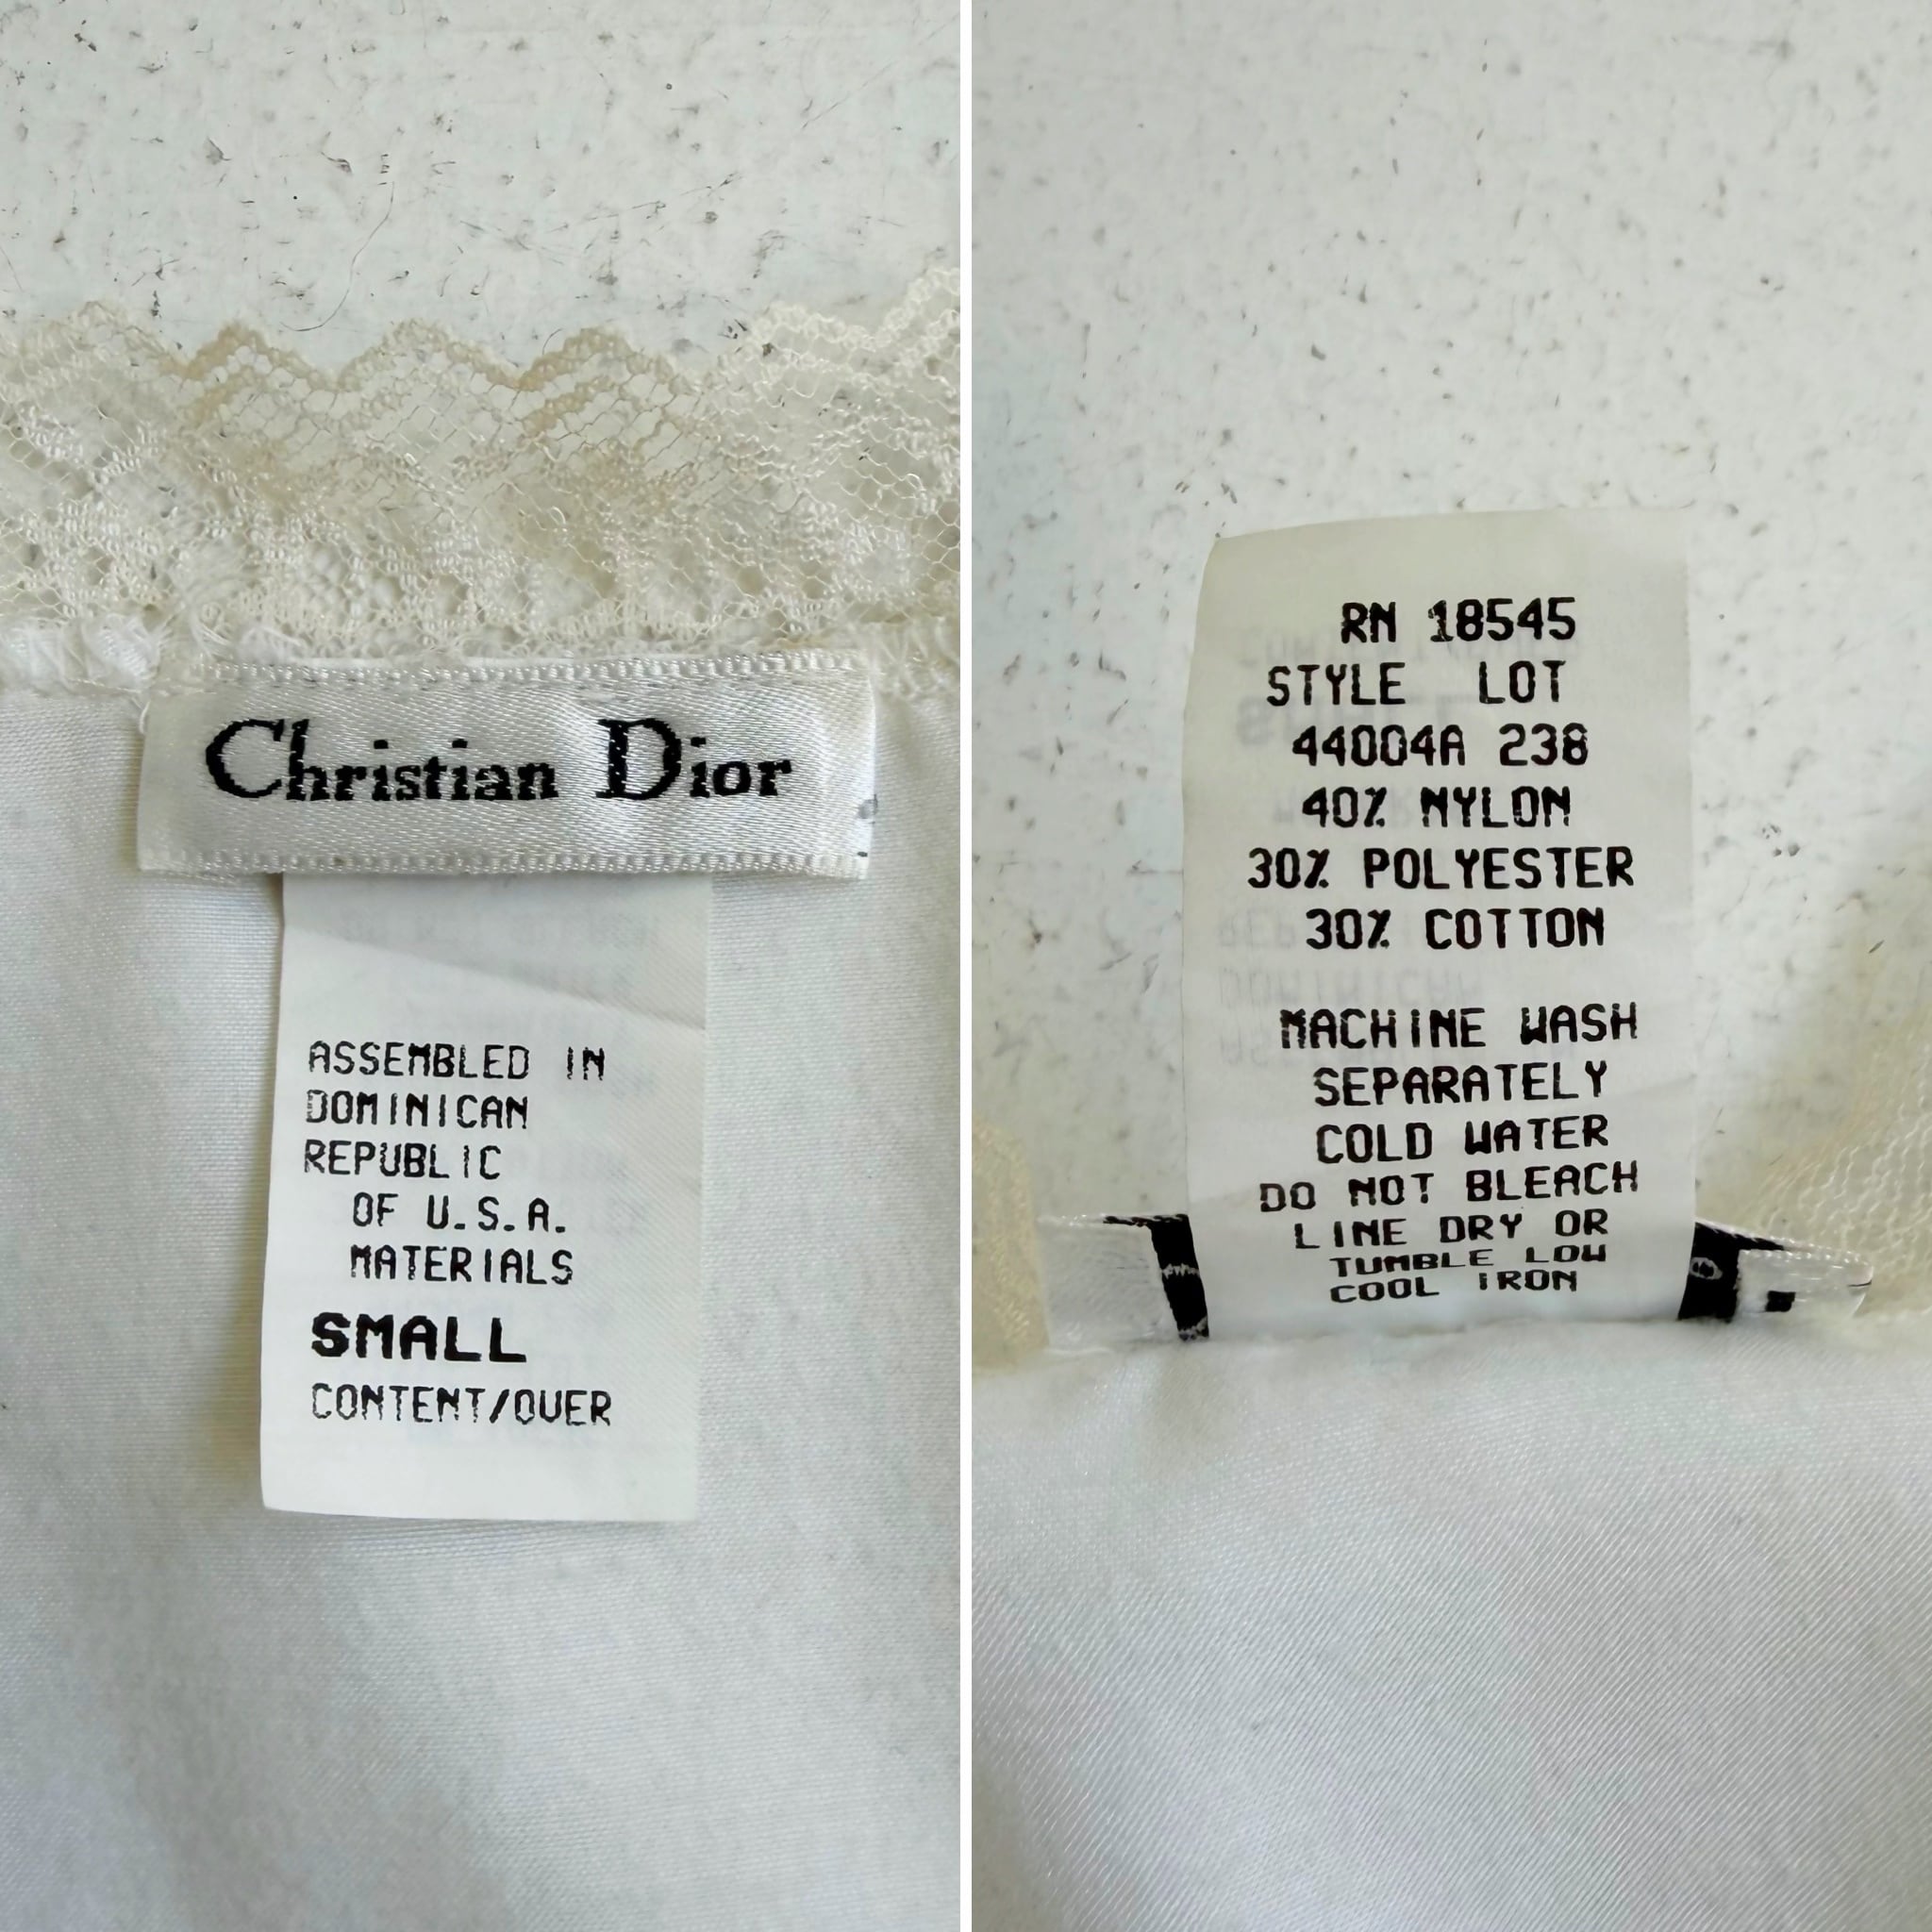 Christian Dior
ASSEMBLED IN
DOMINICAN
REPUBLIC
OF U.S.A.
MATERIALS
SMALL
CONTENT/OVER
RN 18545
STYLE LOT
44004A 238
40% NYLON
30% POLYESTER
30% COTTON
MACHINE WASH
SEPARATELY
COLD WATER
DO NOT BLEACH
LINE DRY OR
TUMBLE LOW
COOL IRON